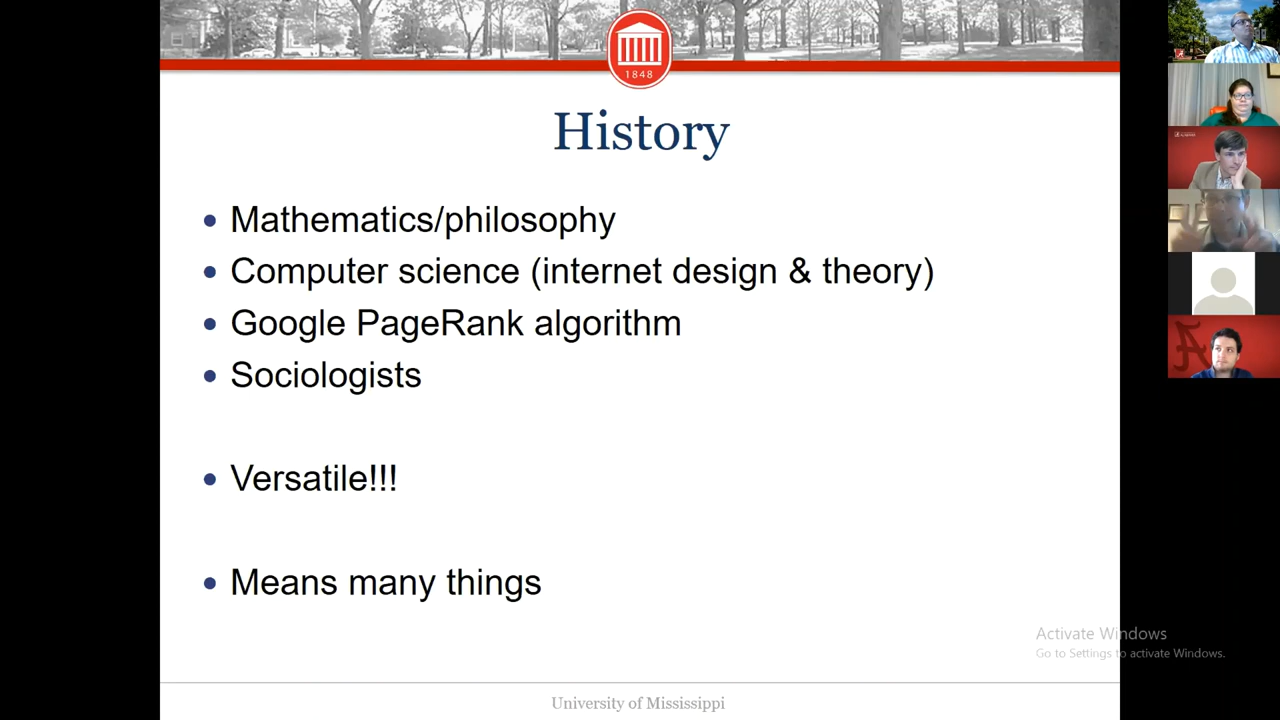 1848
History
• Mathematics/philosophy
• Computer science (internet design & theory)
• Google PageRank algorithm
• Sociologists
• Versatile!!!
• Means many things
Activate Windows
Go to Settings to activate Windows.
University of Mississippi